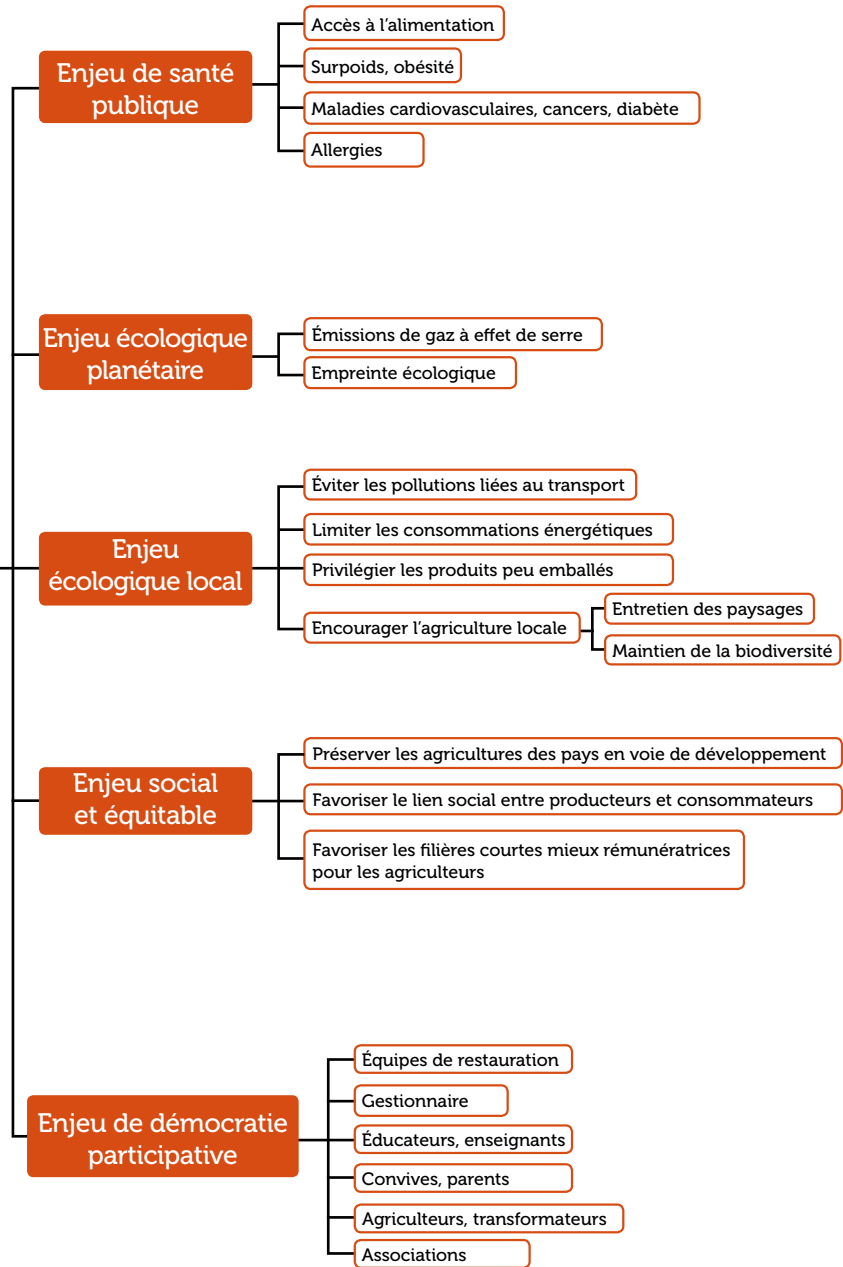 Enjeu de santé
publique
Accès à l'alimentation
Surpoids, obésité
Maladies cardiovasculaires, cancers, diabète
Allergies
Enjeu écologique
planétaire
Émissions de gaz à effet de serre
Empreinte écologique
Enjeu
écologique local
Éviter les pollutions liées au transport
Limiter les consommations énergétiques
Privilégier les produits peu emballés
Encourager l'agriculture locale
Entretien des paysages
Maintien de la biodiversité
Enjeu social
et équitable
Préserver les agricultures des pays en voie de développement
Favoriser le lien social entre producteurs et consommateurs
Favoriser les filières courtes mieux rémunératrices
pour les agriculteurs
Enjeu de démocratie
participative
Équipes de restauration
Gestionnaire
Éducateurs, enseignants
Convives, parents
Agriculteurs, transformateurs
Associations